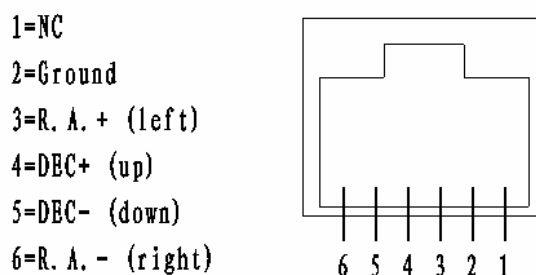 1=NC
2=Ground
3=R.A.+ (left)
4=DEC+ (up)
5=DEC- (down)
6=R.A.- (right)
6 5 4 3 2 1